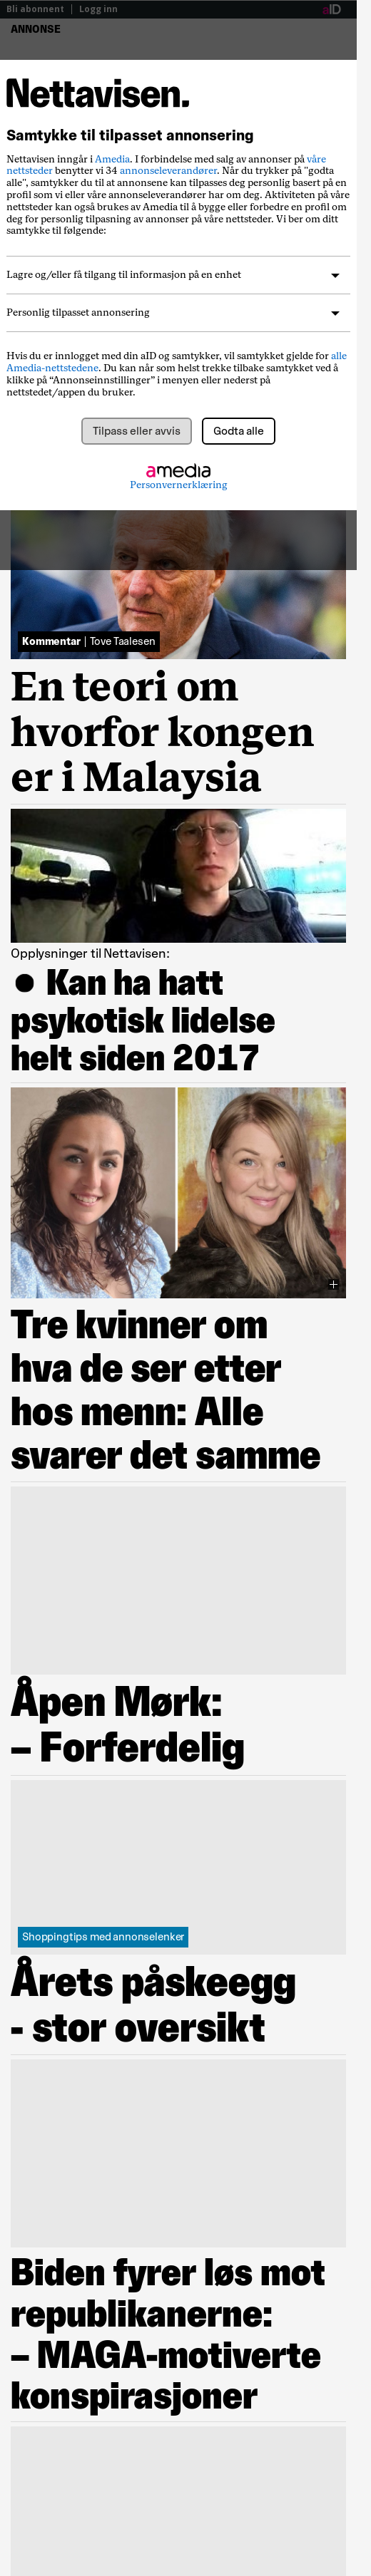 Bli abonnent | Logg inn
aID
ANNONSE
Nettavisen.
Samtykke til tilpasset annonsering
Nettavisen inngår i Amedia. I forbindelse med salg av annonser på våre
nettsteder benytter vi 34 annonseleverandører. Når du trykker på "godta
alle", samtykker du til at annonsene kan tilpasses deg personlig basert på en
profil som vi eller våre annonseleverandører har om deg. Aktiviteten på våre
nettsteder kan også brukes av Amedia til å bygge eller forbedre en profil om
deg for personlig tilpasning av annonser på våre nettsteder. Vi ber om ditt
samtykke til følgende:
Lagre og/eller få tilgang til informasjon på en enhet
Personlig tilpasset annonsering
Hvis du er innlogget med din aID og samtykker, vil samtykket gjelde for alle
Amedia-nettstedene. Du kan når som helst trekke tilbake samtykket ved å
klikke på “Annonseinnstillinger” i menyen eller nederst på
nettstedet/appen du bruker.
Tilpass eller avvis
Godta alle
amedia
Personvernerklæring
Kommentar | Tove Taalesen
En teori om
hvorfor kongen
er i Malaysia
Opplysninger til Nettavisen:
● Kan ha hatt
psykotisk lidelse
helt siden 2017
Tre kvinner om
hva de ser etter
hos menn: Alle
svarer det samme
Åpen Mørk:
– Forferdelig
Shoppingtips med annonselenker
Årets påskeegg
- stor oversikt
Biden fyrer løs mot
republikanerne:
– MAGA-motiverte
konspirasjoner